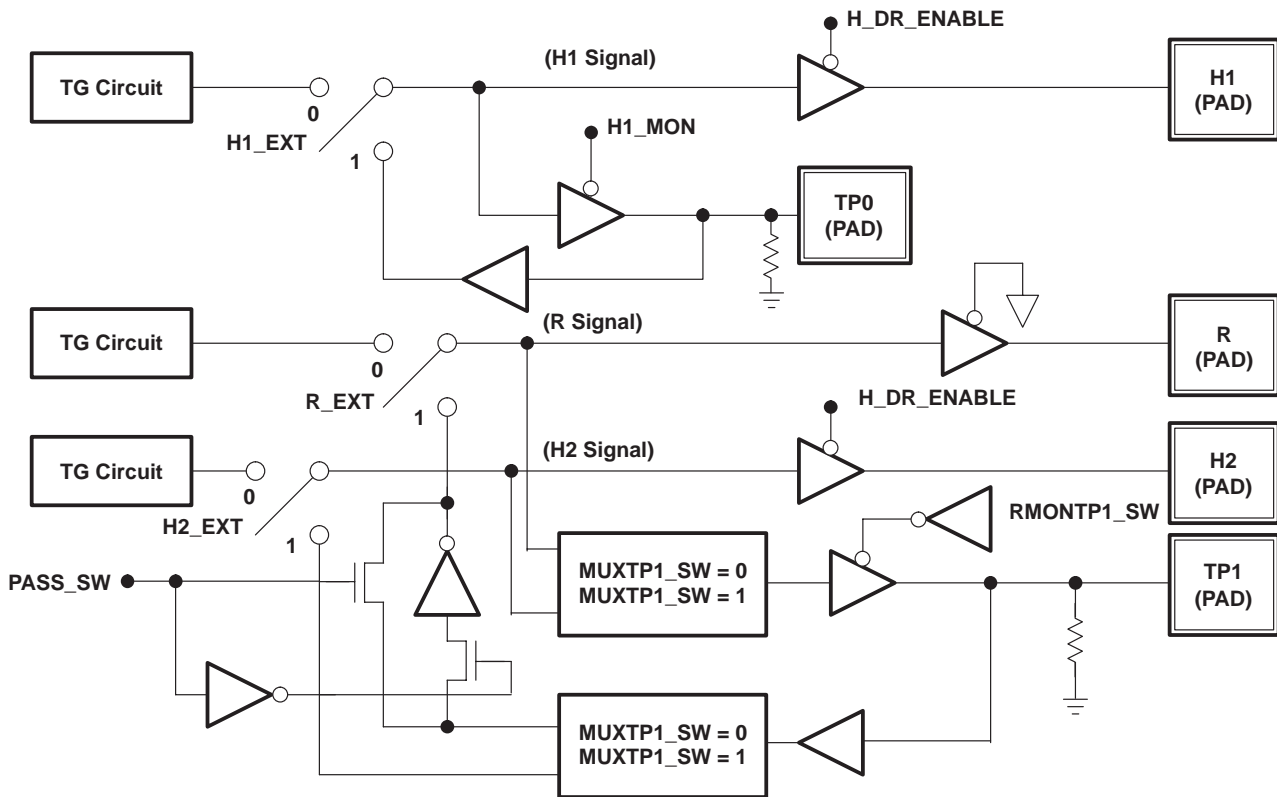 H_DR_ENABLE
TG Circuit
(H1 Signal)
H1
(PAD)
0
H1_EXT
H1_MON
1
TP0
(PAD)
TG Circuit
(R Signal)
R
(PAD)
0
R_EXT
H_DR_ENABLE
1
TG Circuit
(H2 Signal)
H2
(PAD)
0
H2_EXT
RMONTP1_SW
1
PASS_SW
MUXTP1_SW = 0
MUXTP1_SW = 1
TP1
(PAD)
MUXTP1_SW = 0
MUXTP1_SW = 1